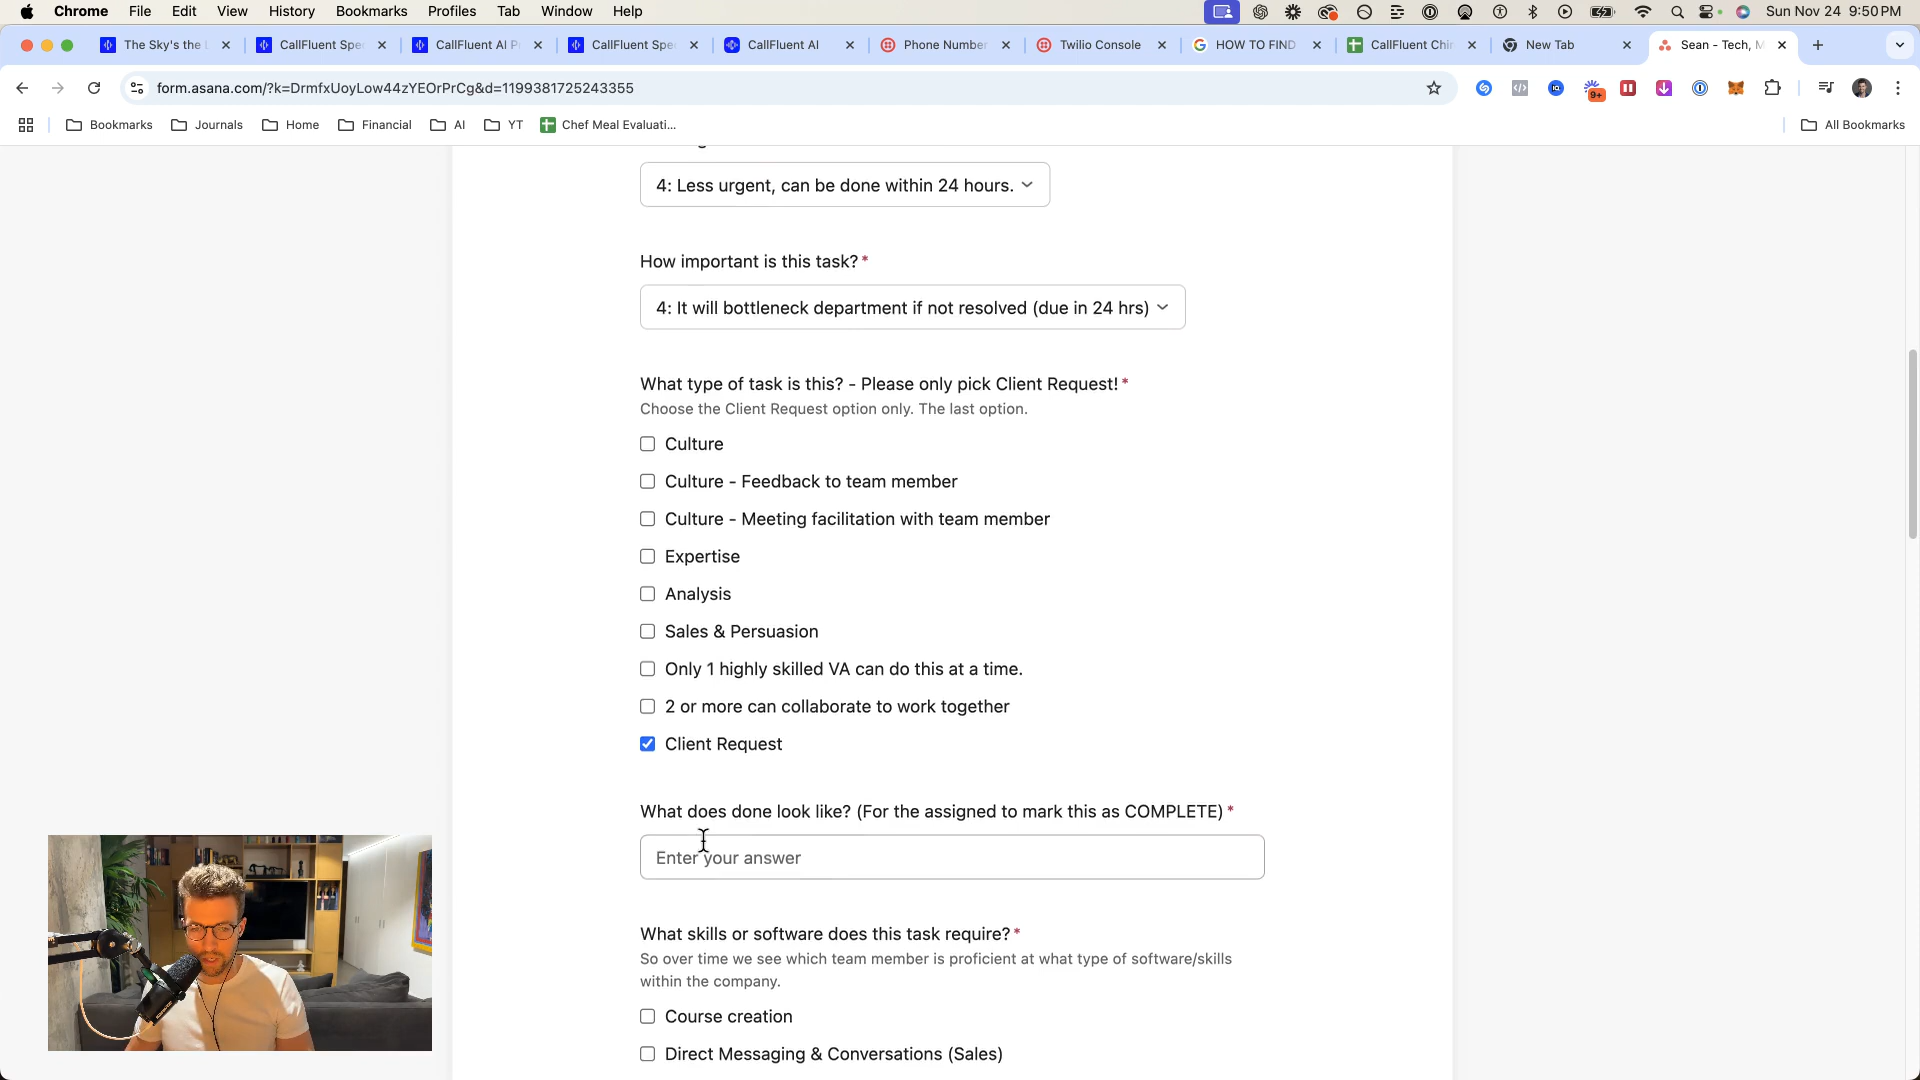 Chrome File Edit View History Bookmarks Profiles Tab Window Help Sun Nov 24 9:50 PM
The Sky's the CallFluent Spe CallFluent AI P CallFluent Spe CallFluent AI Phone Number Twilio Console HOW TO FIND CallFluent Chi New Tab Sean - Tech, M
form.asana.com/?k=DrmfxUoyLow44zYEOrPrCg&d=1199381725243355 9+
Bookmarks Journals Home Financial AI YT Chef Meal Evaluati... All Bookmarks
4: Less urgent, can be done within 24 hours.
How important is this task?*
4: It will bottleneck department if not resolved (due in 24 hrs)
What type of task is this? - Please only pick Client Request!*
Choose the Client Request option only. The last option.
Culture
Culture - Feedback to team member
Culture - Meeting facilitation with team member
Expertise
Analysis
Sales & Persuasion
Only 1 highly skilled VA can do this at a time.
2 or more can collaborate to work together
Client Request
What does done look like? (For the assigned to mark this as COMPLETE)*
Enter your answer
What skills or software does this task require?*
So over time we see which team member is proficient at what type of software/skills
within the company.
Course creation
Direct Messaging & Conversations (Sales)